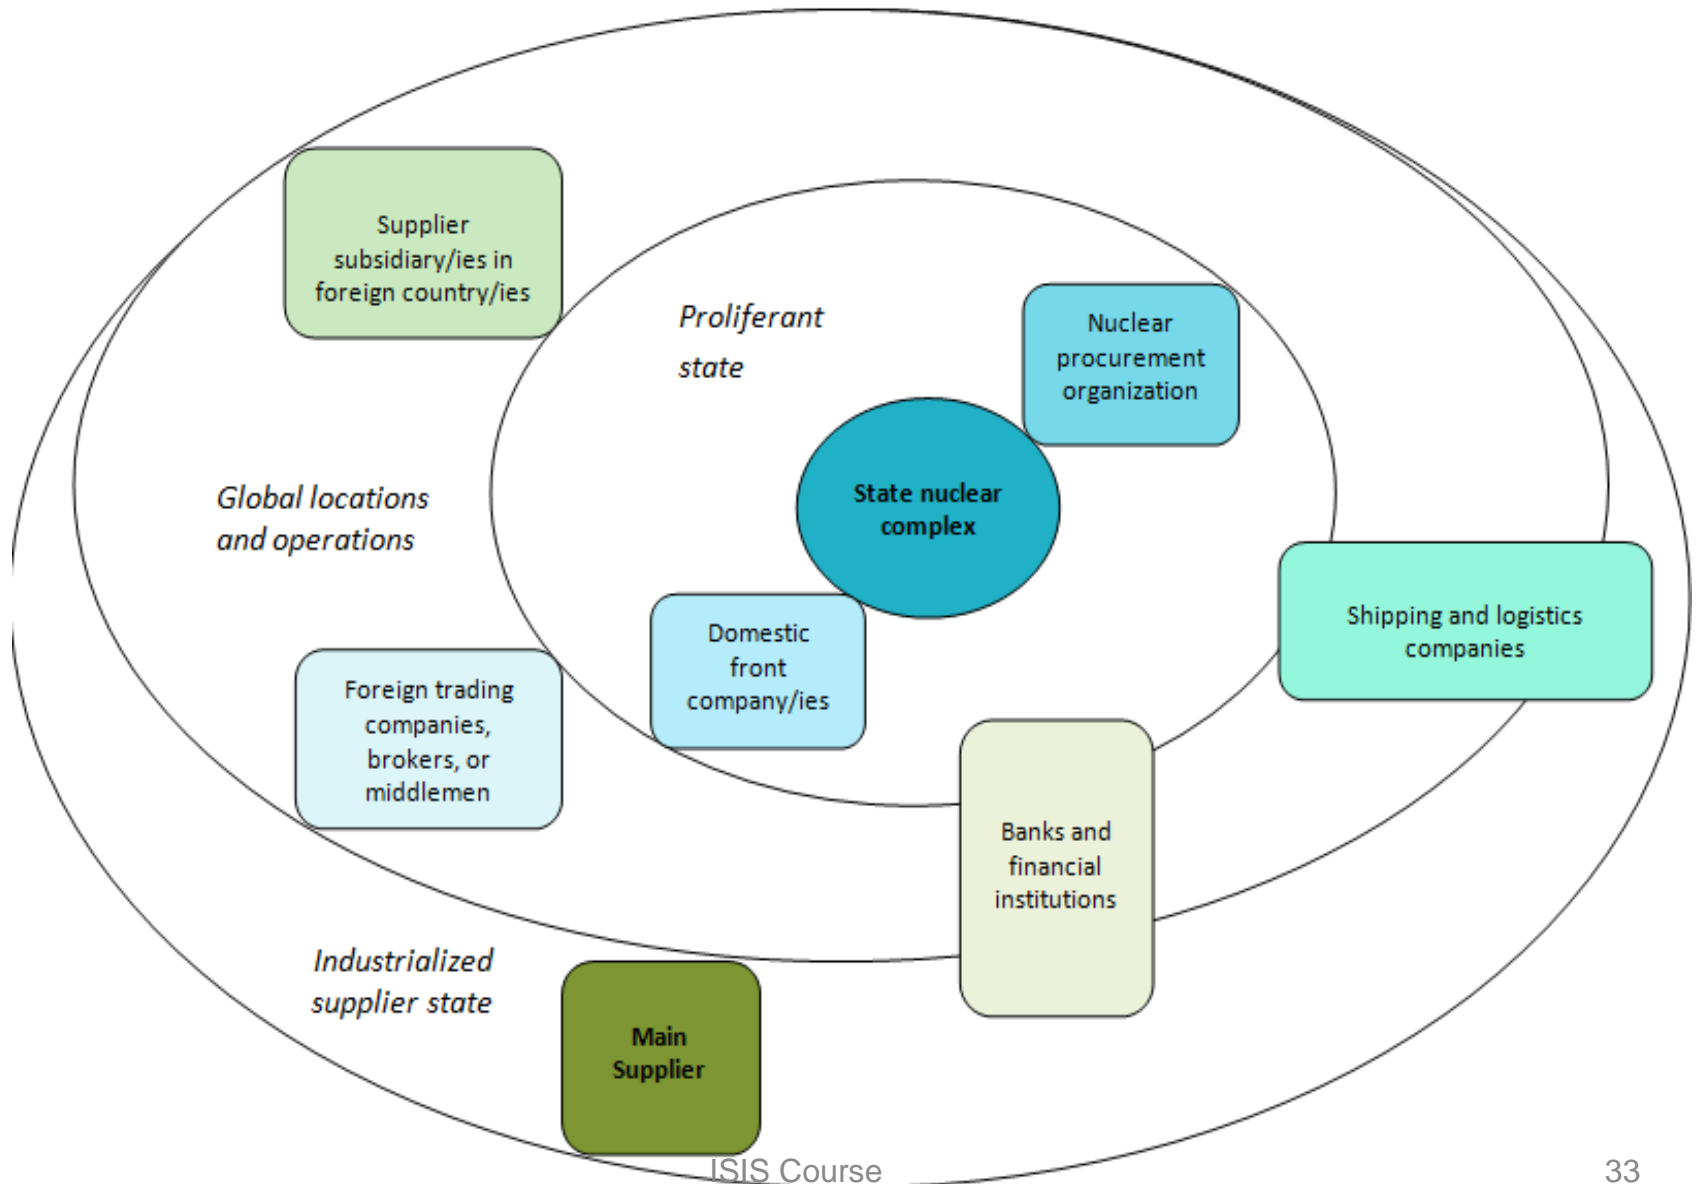 Supplier
subsidiary/ies in
foreign country/ies
Proliferant
state
Nuclear
procurement
organization
Global locations
and operations
State nuclear
complex
Domestic
front
company/ies
Shipping and logistics
companies
Foreign trading
companies,
brokers, or
middlemen
Banks and
financial
institutions
Industrialized
supplier state
Main
Supplier
ISIS Course
33